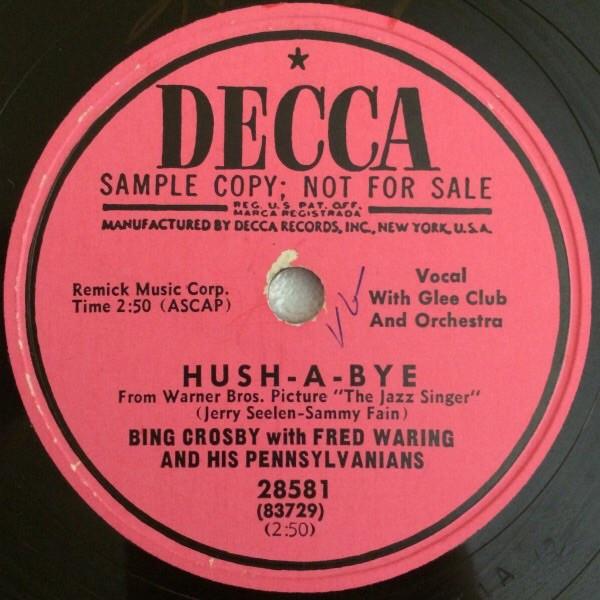 DECCA
SAMPLE COPY; NOT FOR SALE
REG. U.S. PAT. OFF.
MARCA REGISTRADA
MANUFACTURED BY DECCA RECORDS, INC., NEW YORK, U.S.A.
Remick Music Corp.
Time 2:50 (ASCAP)
Vocal
With Glee Club
And Orchestra
HUSH-A-BYE
From Warner Bros. Picture "The Jazz Singer"
(Jerry Seelen-Sammy Fain)
BING CROSBY with FRED WARING
AND HIS PENNSYLVANIANS
28581
(83729)
(2:50)